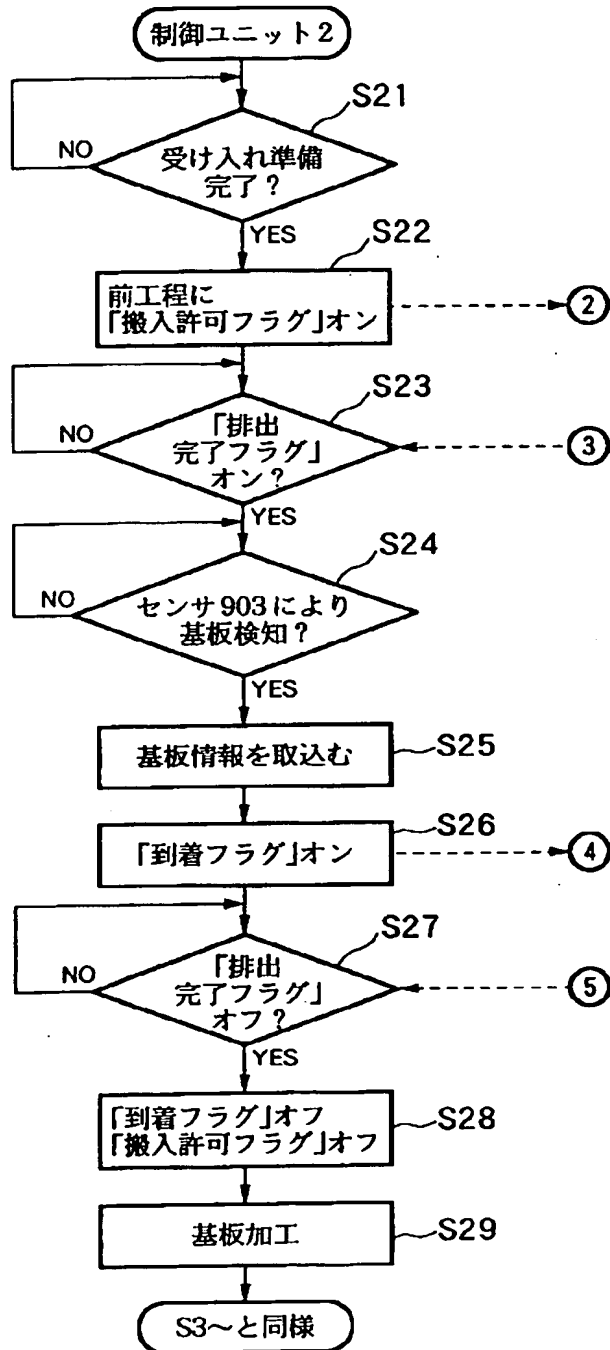 制御ユニット2
S21
NO
受け入れ準備
完了?
YES
S22
前工程に
「搬入許可フラグ」オン
②
S23
NO
「排出
完了フラグ」
オン?
③
YES
S24
NO
センサ903により
基板検知?
YES
基板情報を取込む
S25
S26
「到着フラグ」オン
④
S27
NO
「排出
完了フラグ」
オフ?
⑤
YES
「到着フラグ」オフ
「搬入許可フラグ」オフ
S28
基板加工
S29
S3～と同様